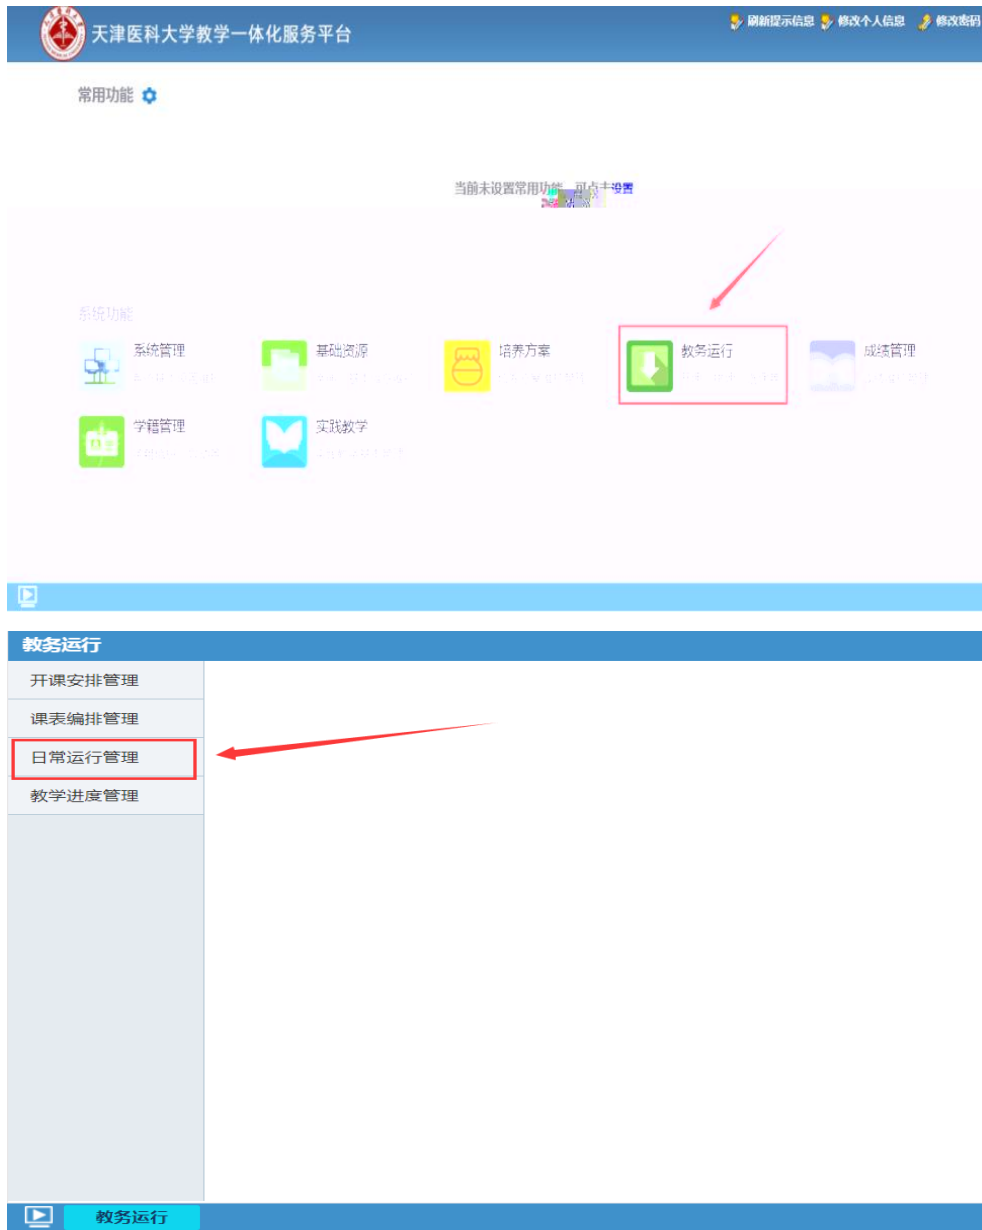 天津医科大学教学一体化服务平台
刷新提示信息 修改个人信息 修改密码
常用功能
当前未设置常用功能 可点击设置
系统功能
系统管理 基础资源 培养方案 教务运行 成绩管理
学籍管理 实践教学
教务运行
开课安排管理
课表编排管理
日常运行管理
教学进度管理
教务运行